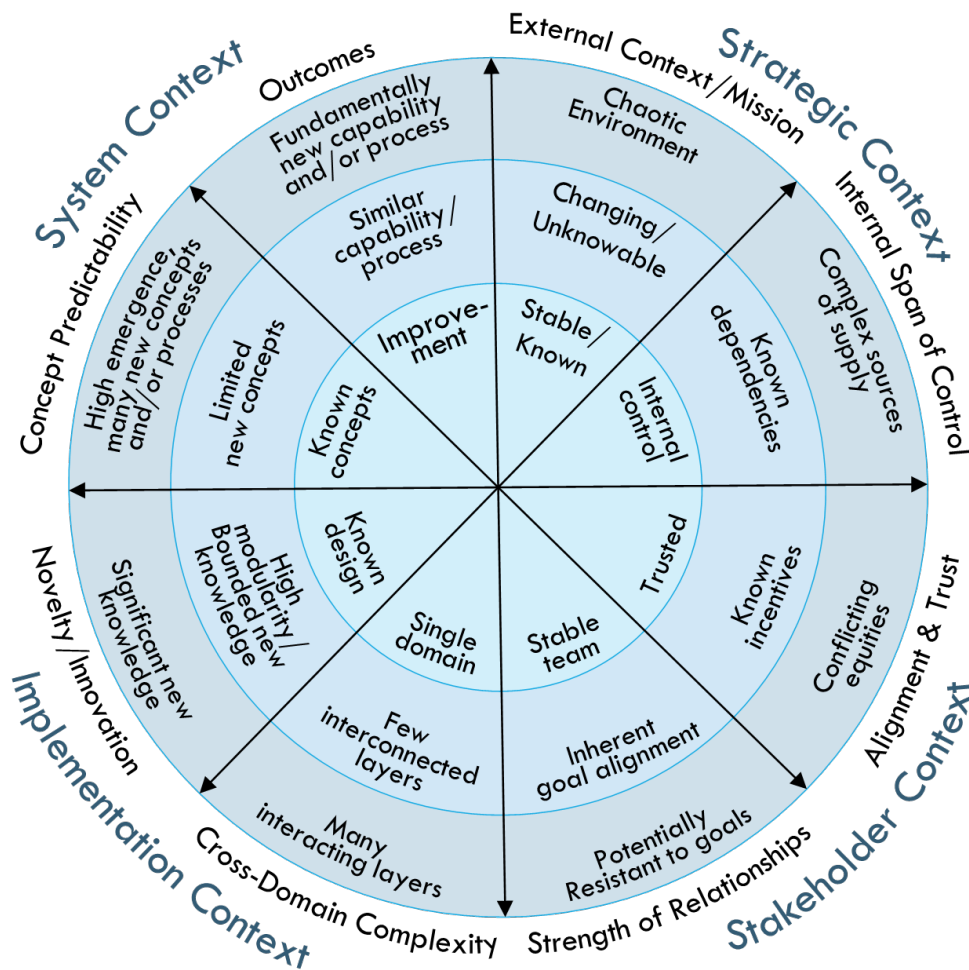 System Context
Outcomes
External Context/Mission
Strategic Context
Fundamentally
new capability
and/or process
Chaotic
Environment
Similar
capability/
process
Changing/
Unknowable
Improve-
ment
Stable/
Known
Concept Predictability
High emergence,
many new concepts
and/or processes
Limited
new concepts
Known
concepts
Internal
control
Known
dependencies
Complex sources
of supply
Internal Span of Control
Novelty/Innovation
Significant new
knowledge
High
modularity/
Bounded new
knowledge
Known
design
Trusted
Known
incentives
Conflicting
equities
Alignment & Trust
Single
domain
Stable
team
Few
interconnected
layers
Inherent
goal alignment
Many
interacting layers
Potentially
Resistant to goals
Cross-Domain Complexity
Strength of Relationships
Implementation Context
Stakeholder Context